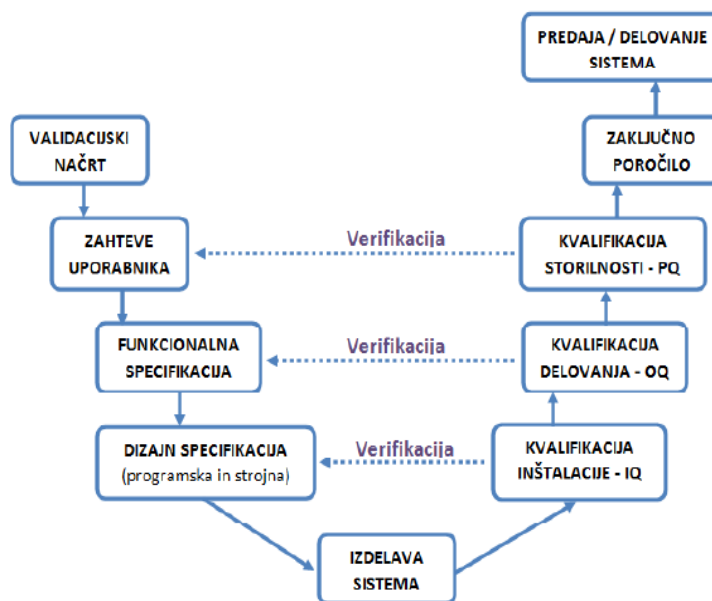 PREDAJA / DELOVANJE
SISTEMA
VALIDACIJSKI
NAČRT
ZAKLJUČNO
POROČILO
ZAHTEVE
UPORABNIKA
Verifikacija
KVALIFIKACIJA
STORILNOSTI - PQ
FUNKCIONALNA
SPECIFIKACIJA
Verifikacija
KVALIFIKACIJA
DELOVANJA - OQ
DIZAJN SPECIFIKACIJA
(programska in strojna)
Verifikacija
KVALIFIKACIJA
INŠTALACIJE - IQ
IZDELAVA
SISTEMA